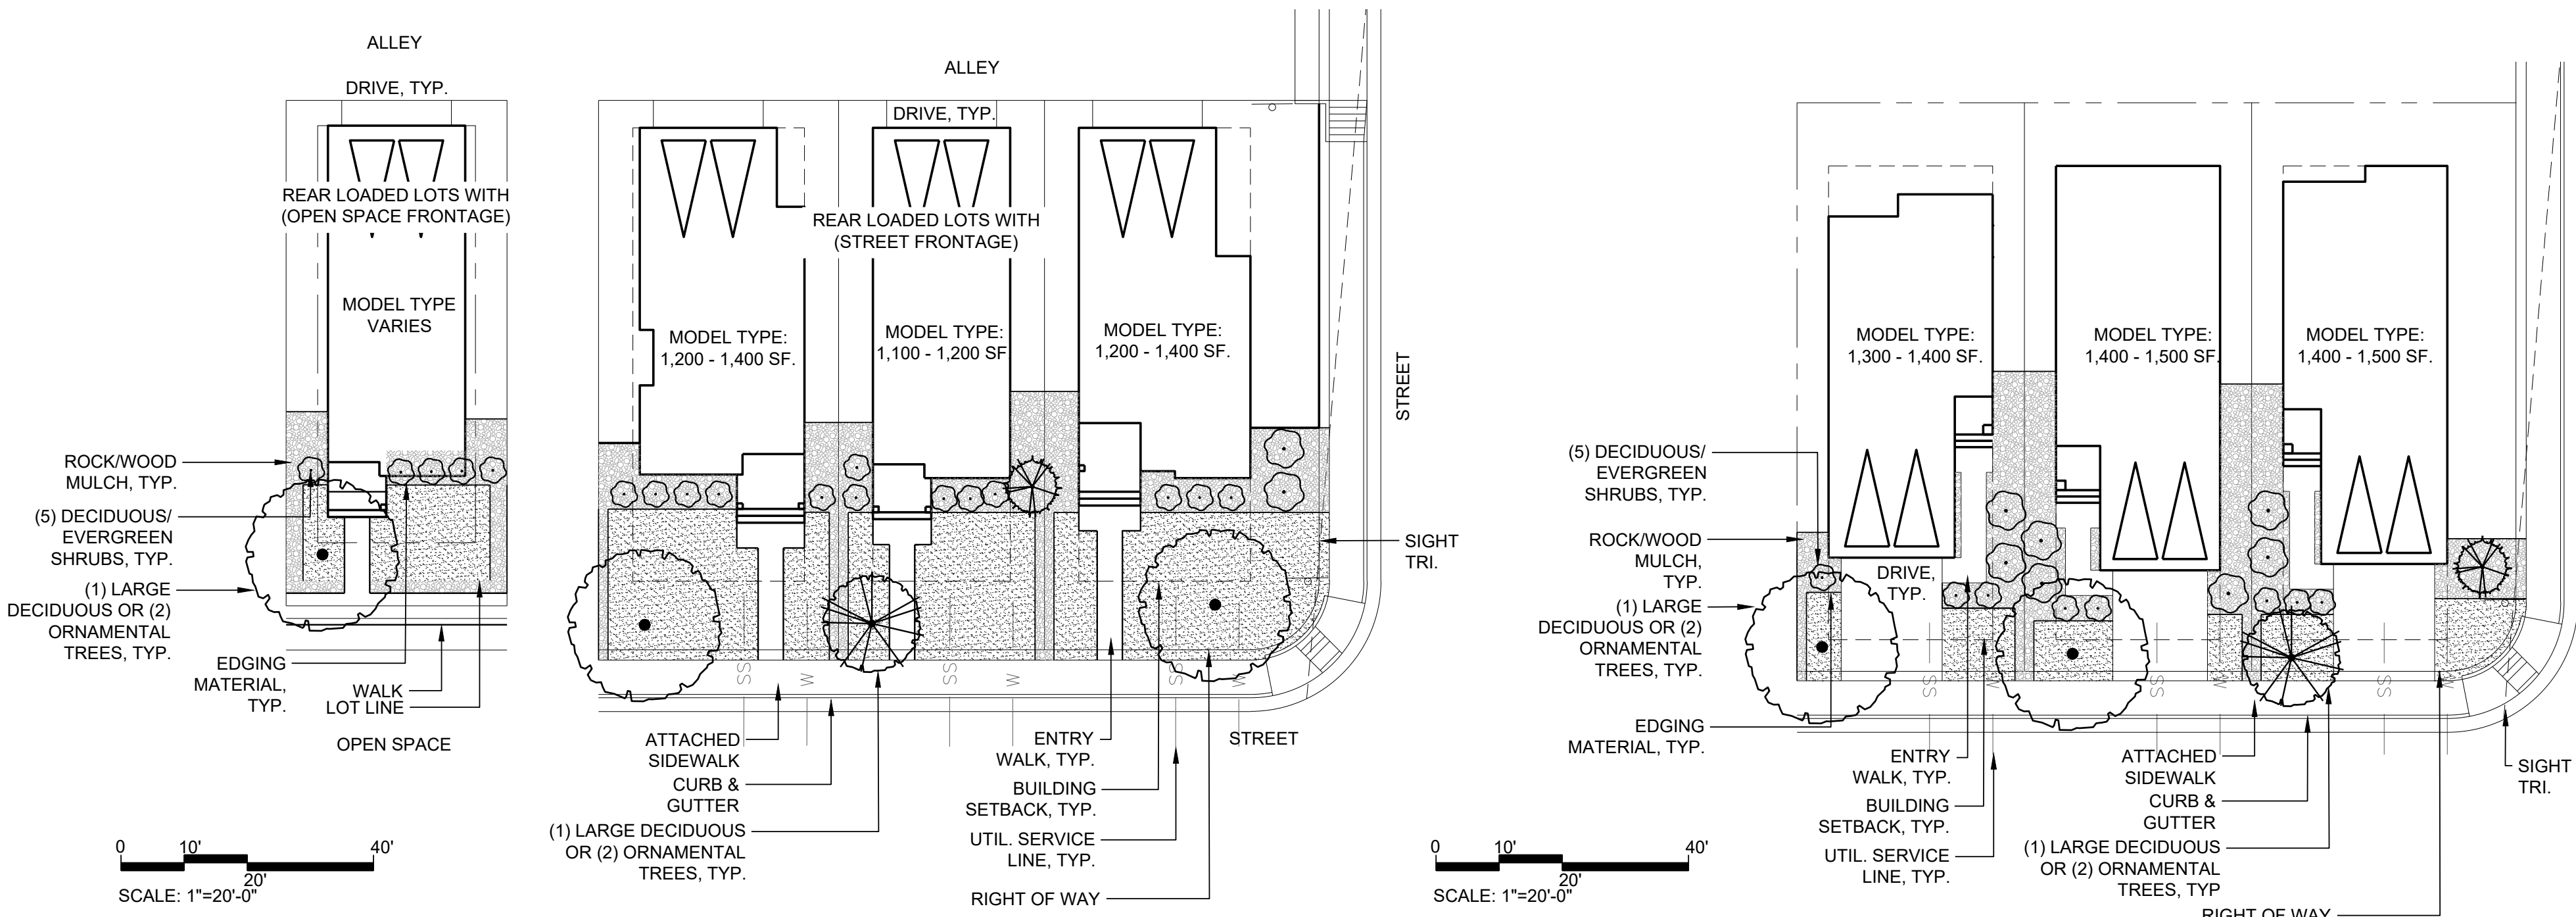 ALLEY
DRIVE, TYP.
REAR LOADED LOTS WITH
(OPEN SPACE FRONTAGE)
MODEL TYPE
VARIES
ROCK/WOOD
MULCH, TYP.
(5) DECIDUOUS/
EVERGREEN
SHRUBS, TYP.
(1) LARGE
DECIDUOUS OR (2)
ORNAMENTAL
TREES, TYP.
EDGING
MATERIAL,
TYP.
WALK
LOT LINE
OPEN SPACE
0
10'
20'
40'
SCALE: 1"=20'-0"
ALLEY
DRIVE, TYP.
REAR LOADED LOTS WITH
(STREET FRONTAGE)
MODEL TYPE:
1,200 - 1,400 SF.
MODEL TYPE:
1,100 - 1,200 SF.
MODEL TYPE:
1,200 - 1,400 SF.
STREET
SIGHT
TRI.
SS
W
SS
W
SS
W
STREET
ATTACHED
SIDEWALK
CURB &
GUTTER
(1) LARGE DECIDUOUS
OR (2) ORNAMENTAL
TREES, TYP.
ENTRY
WALK, TYP.
BUILDING
SETBACK, TYP.
UTIL. SERVICE
LINE, TYP.
RIGHT OF WAY
MODEL TYPE:
1,300 - 1,400 SF.
MODEL TYPE:
1,400 - 1,500 SF.
MODEL TYPE:
1,400 - 1,500 SF.
(5) DECIDUOUS/
EVERGREEN
SHRUBS, TYP.
ROCK/WOOD
MULCH,
TYP.
(1) LARGE
DECIDUOUS OR (2)
ORNAMENTAL
TREES, TYP.
EDGING
MATERIAL, TYP.
DRIVE,
TYP.
SS
W
SS
W
SS
W
ENTRY
WALK, TYP.
BUILDING
SETBACK, TYP.
UTIL. SERVICE
LINE, TYP.
ATTACHED
SIDEWALK
CURB &
GUTTER
(1) LARGE DECIDUOUS
OR (2) ORNAMENTAL
TREES, TYP
RIGHT OF WAY
SIGHT
TRI.
0
10'
20'
40'
SCALE: 1"=20'-0"